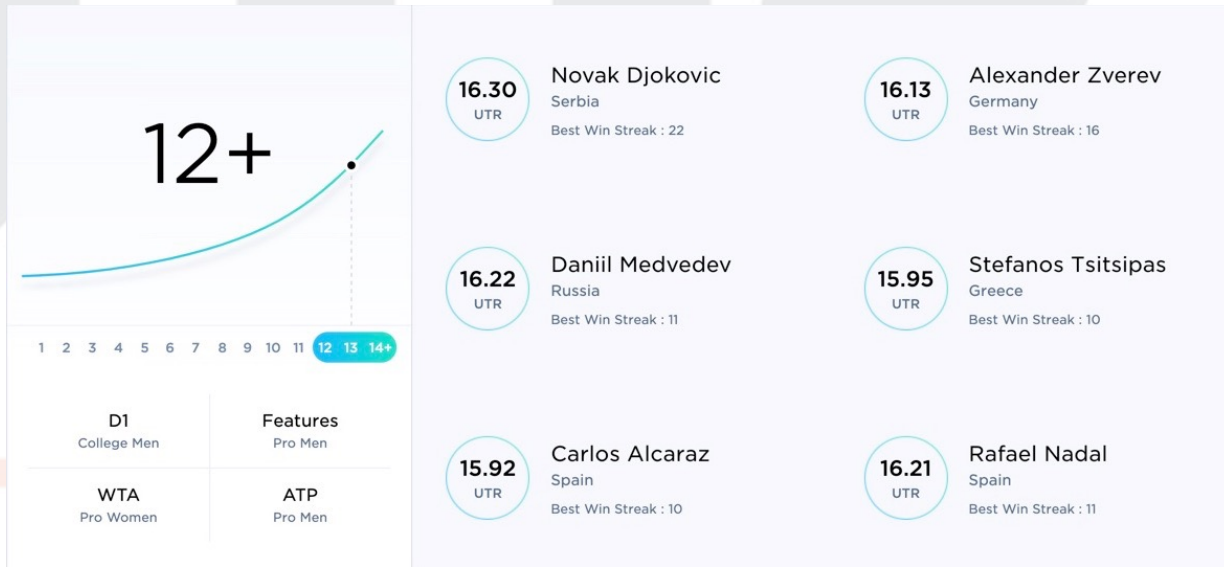 12+
1 2 3 4 5 6 7 8 9 10 11 12 13 14+
D1
College Men
Features
Pro Men
WTA
Pro Women
ATP
Pro Men
16.30
UTR
Novak Djokovic
Serbia
Best Win Streak : 22
16.13
UTR
Alexander Zverev
Germany
Best Win Streak : 16
16.22
UTR
Daniil Medvedev
Russia
Best Win Streak : 11
15.95
UTR
Stefanos Tsitsipas
Greece
Best Win Streak : 10
15.92
UTR
Carlos Alcaraz
Spain
Best Win Streak : 10
16.21
UTR
Rafael Nadal
Spain
Best Win Streak : 11